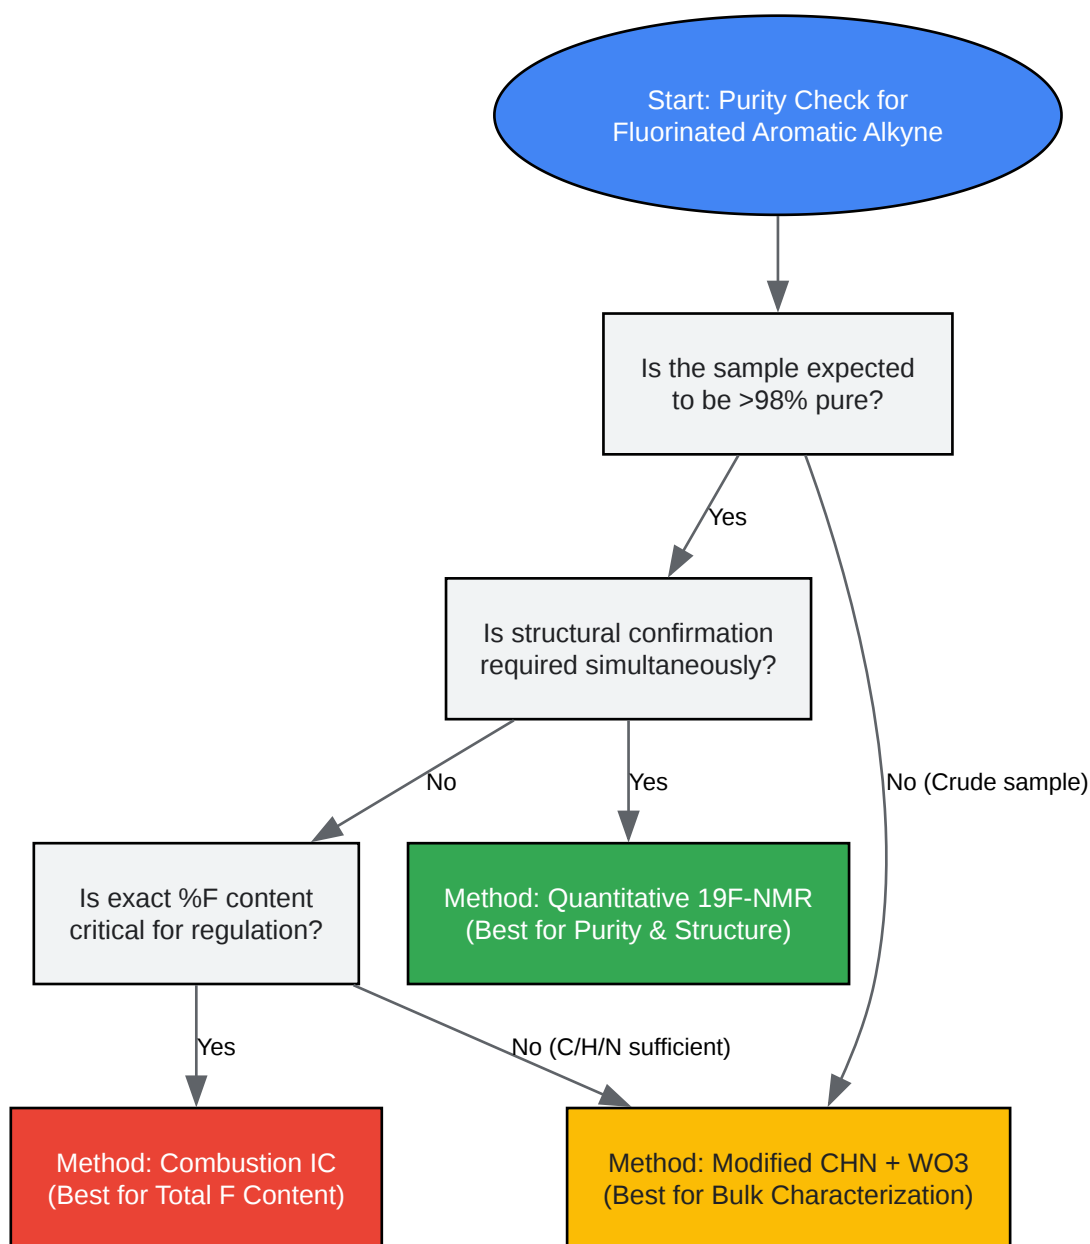 Start: Purity Check for
Fluorinated Aromatic Alkyne
Is the sample expected
to be >98% pure?
Yes
Is structural confirmation
required simultaneously?
No
Yes
No (Crude sample)
Is exact %F content
critical for regulation?
Method: Quantitative 19F-NMR
(Best for Purity & Structure)
Yes
No (C/H/N sufficient)
Method: Combustion IC
(Best for Total F Content)
Method: Modified CHN + WO3
(Best for Bulk Characterization)